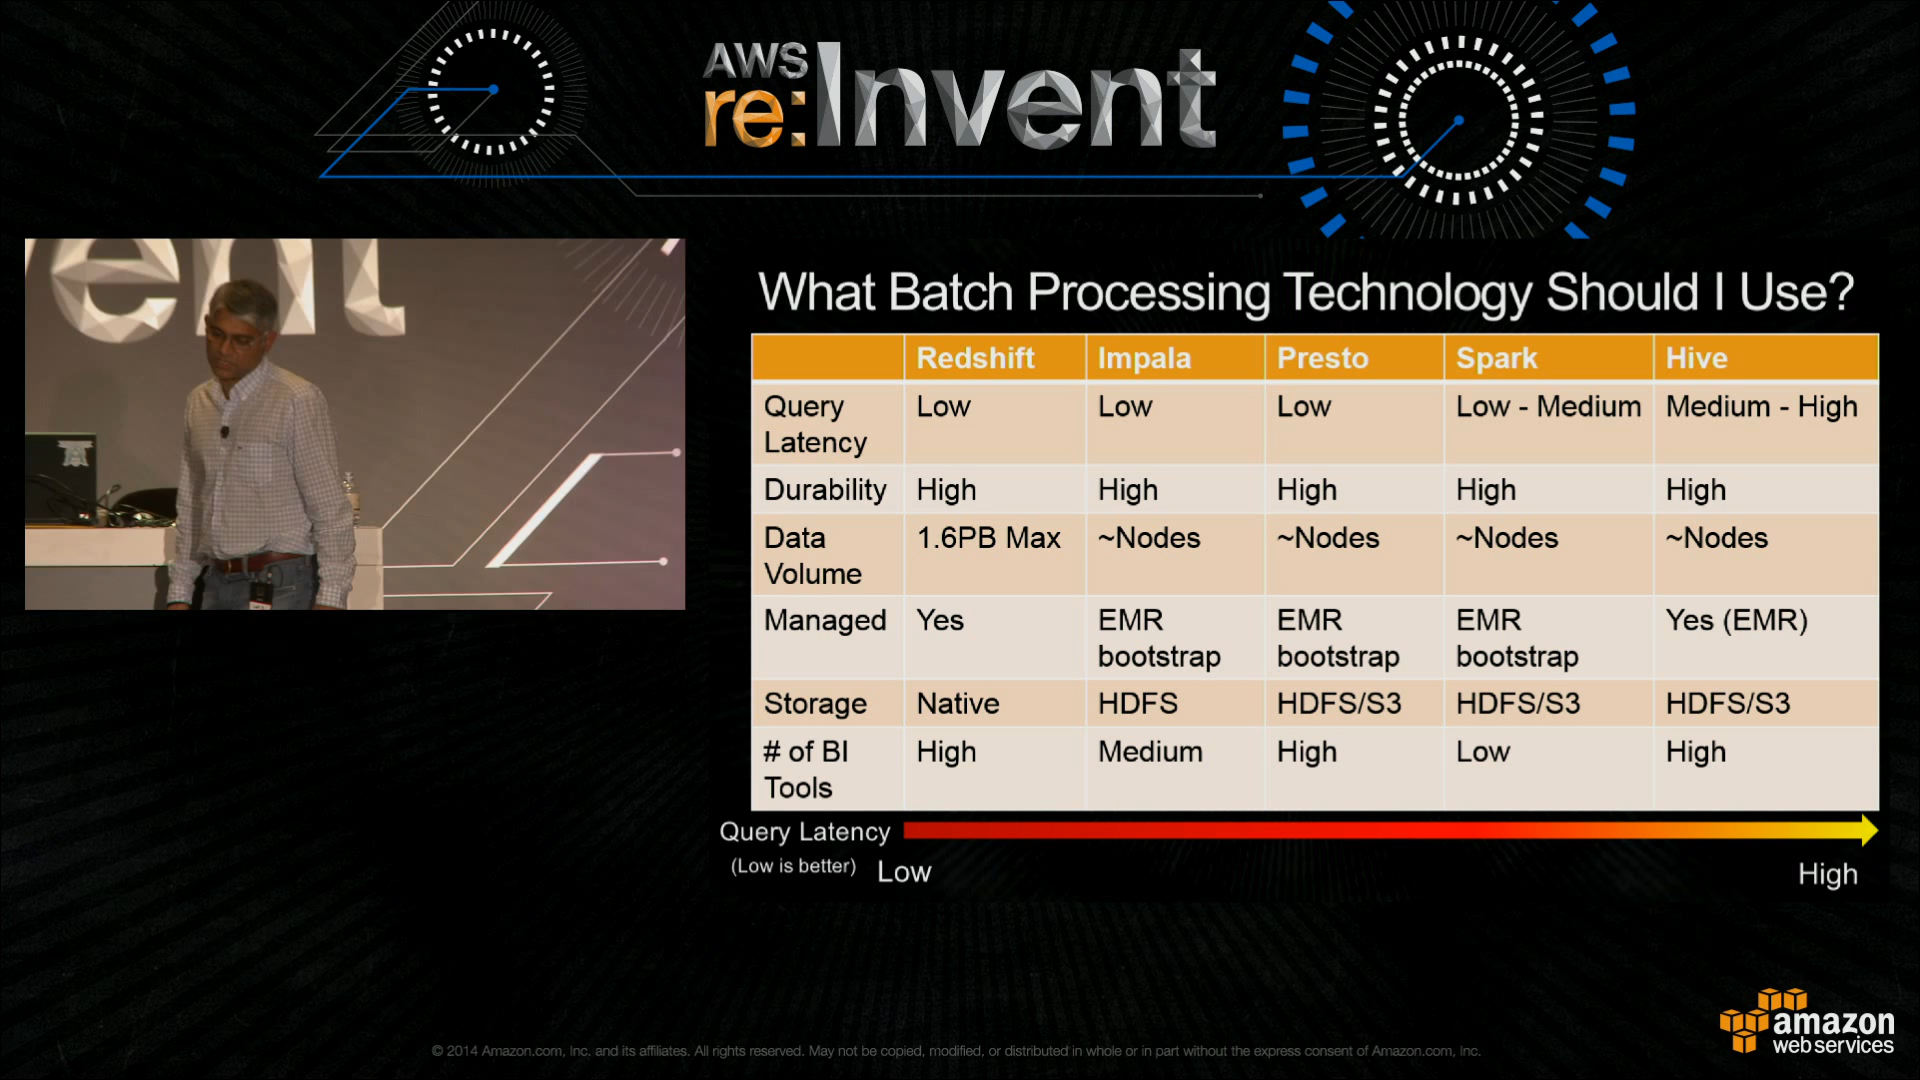 AWS
re:Invent
ent
What Batch Processing Technology Should I Use?
Redshift Impala Presto Spark Hive
Query Latency Low Low Low Low - Medium Medium - High
Durability High High High High High
Data Volume 1.6PB Max ~Nodes ~Nodes ~Nodes ~Nodes
Managed Yes EMR bootstrap EMR bootstrap EMR bootstrap Yes (EMR)
Storage Native HDFS HDFS/S3 HDFS/S3 HDFS/S3
# of BI Tools High Medium High Low High
Query Latency
(Low is better) Low High
amazon
web services
© 2014 Amazon.com, Inc. and its affiliates. All rights reserved. May not be copied, modified, or distributed in whole or in part without the express consent of Amazon.com, Inc.